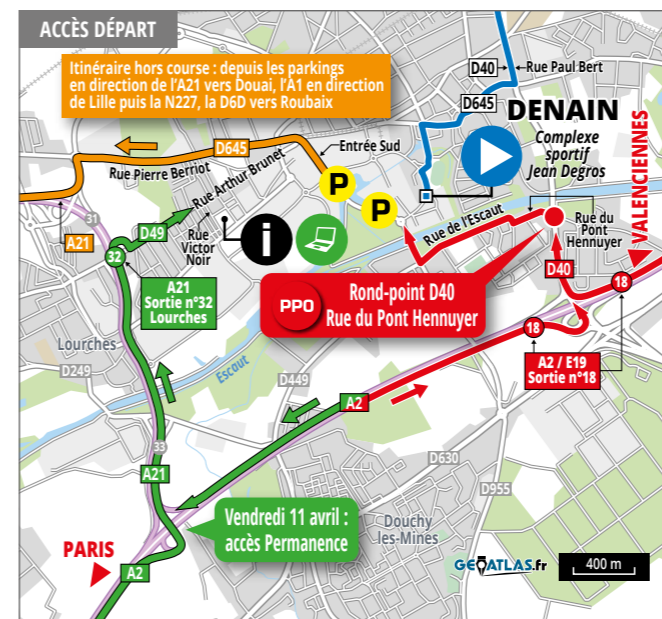 ACCÈS DÉPART
Itinéraire hors course : depuis les parkings
en direction de l'A21 vers Douai, l'A1 en direction
de Lille puis la N227, la D6D vers Roubaix
D40
Rue Paul Bert
D645
DENAIN
Complexe
sportif
Jean Degros
VALENCIENNES
D645
Entrée Sud
Rue Pierre Berriot
Rue Arthur Brunet
P
P
Rue de l'Escaut
Rue du
Pont
Hennuyer
31
A21
D49
Rue
Victor
Noir
i
32
A21
Sortie n°32
Lourches
D40
18
PPO
Rond-point D40
Rue du Pont Hennuyer
18
A2 / E19
Sortie n°18
Lourches
D249
Escaut
D449
A2
33
A21
D630
D955
Vendredi 11 avril :
accès Permanence
Douchy
les-Mines
PARIS
A2
GEOATLAS.fr
400 m